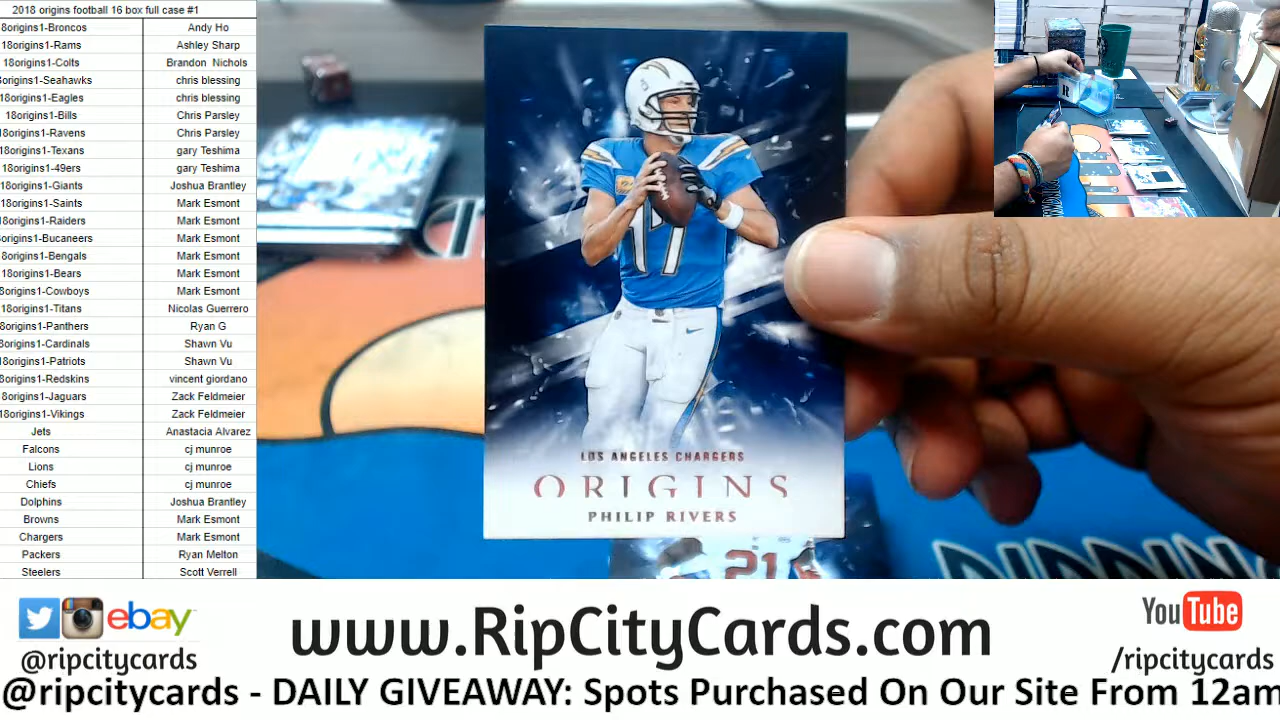 2018 origins football 16 box full case #1
8origins1-Broncos Andy Ho
18origins1-Rams Ashley Sharp
18origins1-Colts Brandon Nichols
8origins1-Seahawks chris blessing
18origins1-Eagles chris blessing
18origins1-Bills Chris Parsley
18origins1-Ravens Chris Parsley
18origins1-Texans gary Teshima
18origins1-49ers gary Teshima
18origins1-Giants Joshua Brantley
18origins1-Saints Mark Esmont
18origins1-Raiders Mark Esmont
origins1-Bucaneers Mark Esmont
18origins1-Bengals Mark Esmont
18origins1-Bears Mark Esmont
18origins1-Cowboys Mark Esmont
18origins1-Titans Nicolas Guerrero
8origins1-Panthers Ryan G
8origins1-Cardinals Shawn Vu
18origins1-Patriots Shawn Vu
8origins1-Redskins vincent giordano
18origins1-Jaguars Zack Feldmeier
18origins1-Vikings Zack Feldmeier
Jets Anastacia Alvarez
Falcons cj munroe
Lions cj munroe
Chiefs cj munroe
Dolphins Joshua Brantley
Browns Mark Esmont
Chargers Mark Esmont
Packers Ryan Melton
Steelers Scott Verrell
17
LOS ANGELES CHARGERS
ORIGINS
PHILIP RIVERS
21
R
ebay
@ripcitycards
www.RipCityCards.com
YouTube
/ripcitycards
@ripcitycards - DAILY GIVEAWAY: Spots Purchased On Our Site From 12am